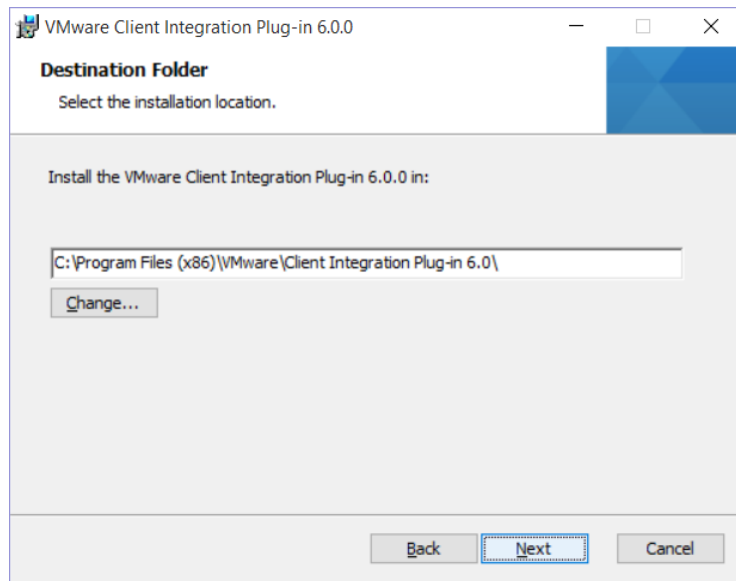 VMware Client Integration Plug-in 6.0.0
Destination Folder
Select the installation location.
Install the VMware Client Integration Plug-in 6.0.0 in:
C:\Program Files (x86)\VMware\Client Integration Plug-in 6.0\
Change...
Back Next Cancel